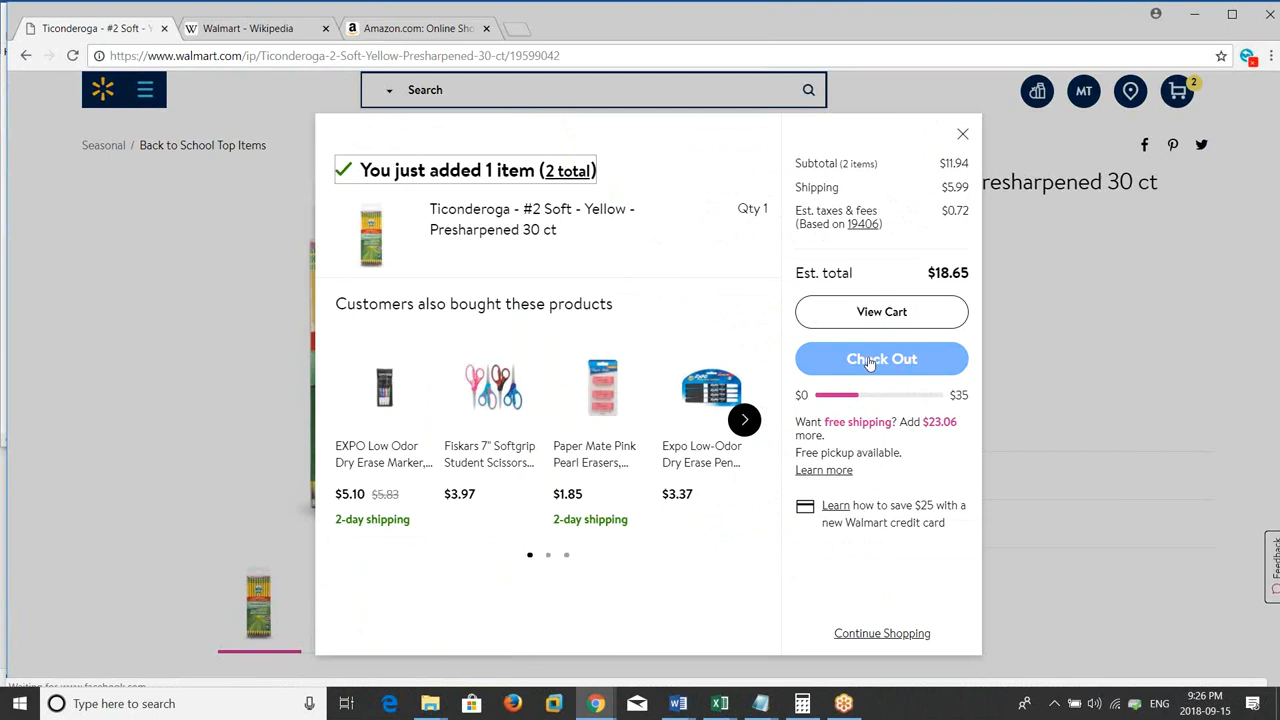 Ticonderoga - #2 Soft - Y
Walmart - Wikipedia
Amazon.com: Online Sho
https://www.walmart.com/ip/Ticonderoga-2-Soft-Yellow-Presharpened-30-ct/19599042
Search
MT
2
Seasonal / Back to School Top Items
resharpened 30 ct
You just added 1 item (2 total)
Ticonderoga - #2 Soft - Yellow -
Presharpened 30 ct
Qty 1
Customers also bought these products
EXPO Low Odor
Dry Erase Marker,...
$5.10 $5.83
2-day shipping
Fiskars 7" Softgrip
Student Scissors...
$3.97
Paper Mate Pink
Pearl Erasers,...
$1.85
2-day shipping
Expo Low-Odor
Dry Erase Pen...
$3.37
Subtotal (2 items) $11.94
Shipping $5.99
Est. taxes & fees $0.72
(Based on 19406)
Est. total $18.65
View Cart
Check Out
$0 $35
Want free shipping? Add $23.06
more.
Free pickup available.
Learn more
Learn how to save $25 with a
new Walmart credit card
Continue Shopping
Feedback
Waiting for www.facebook.com...
Type here to search
ENG
9:26 PM
2018-09-15